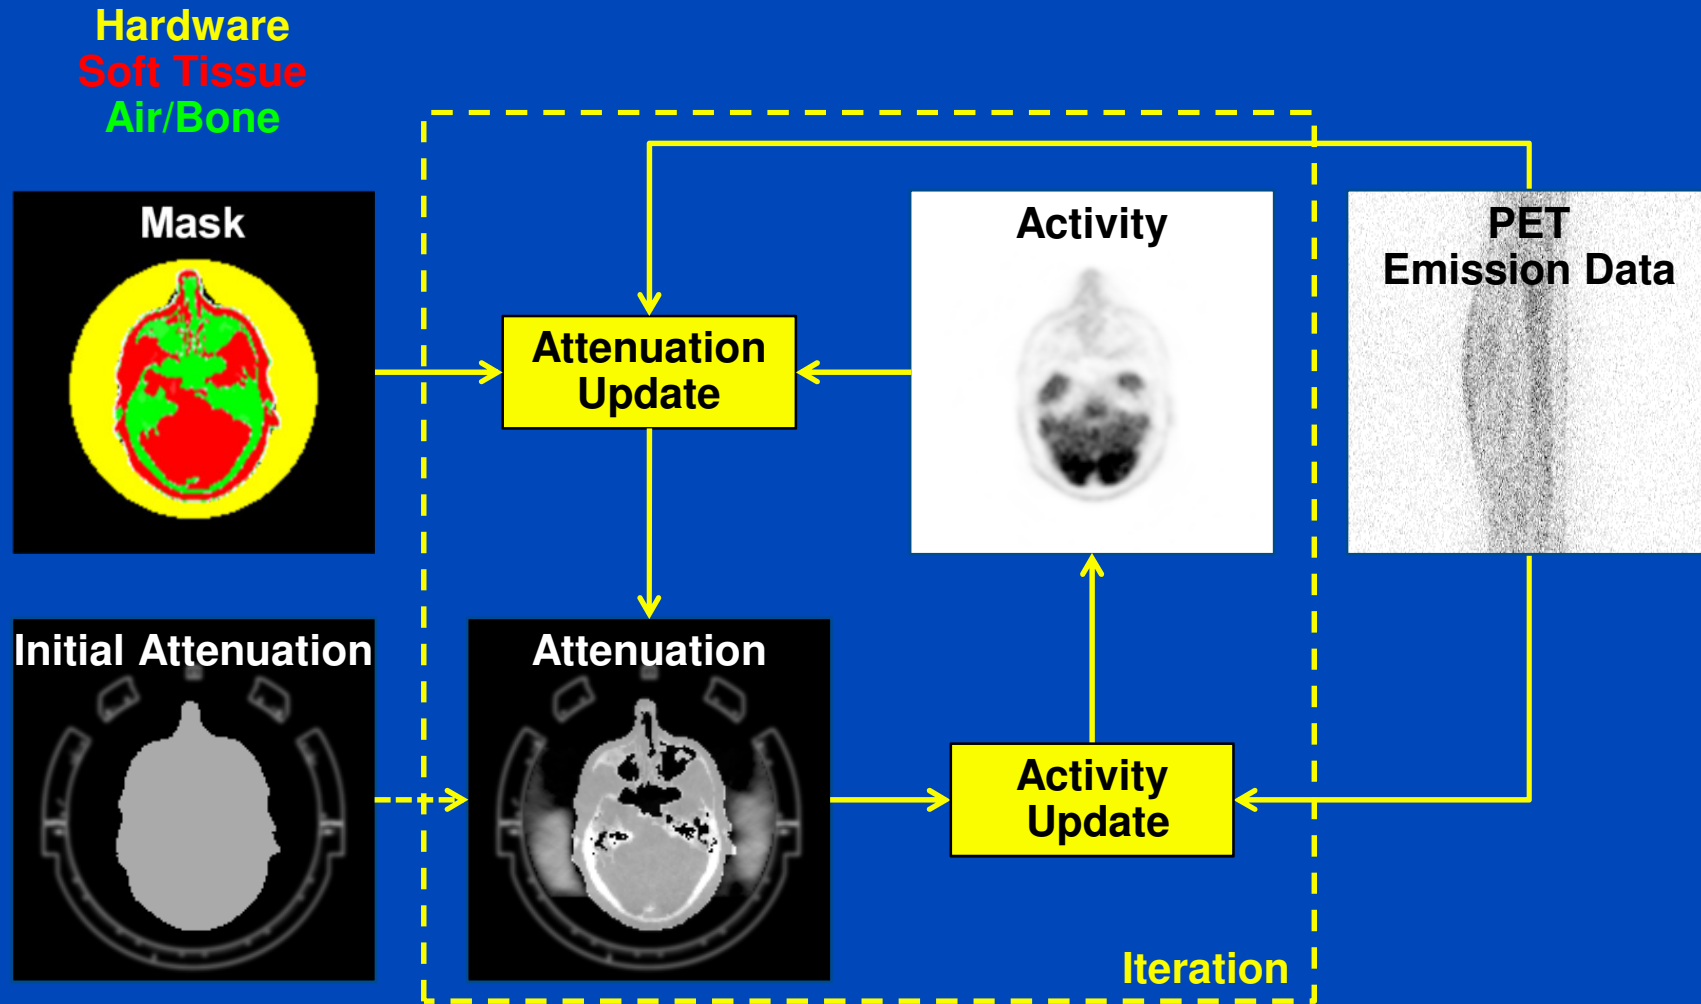 Hardware
Soft Tissue
Air/Bone
Mask
Activity
PET
Emission Data
Attenuation
Update
Initial Attenuation
Attenuation
Activity
Update
Iteration